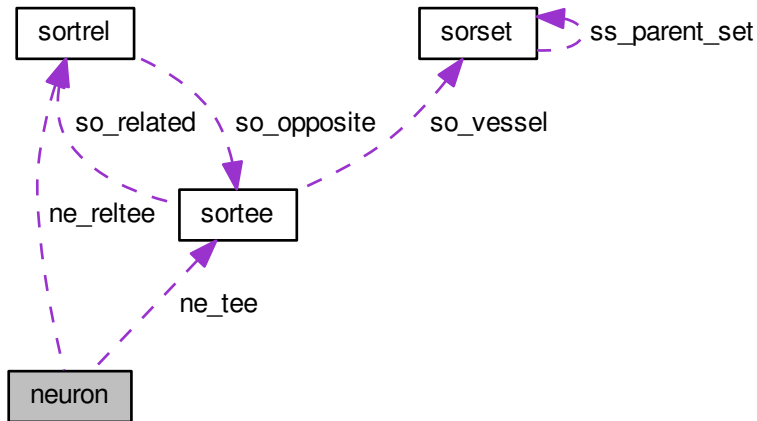 sortrel
sorset
ss_parent_set
so_related
so_opposite
so_vessel
ne_reltee
sortee
ne_tee
neuron